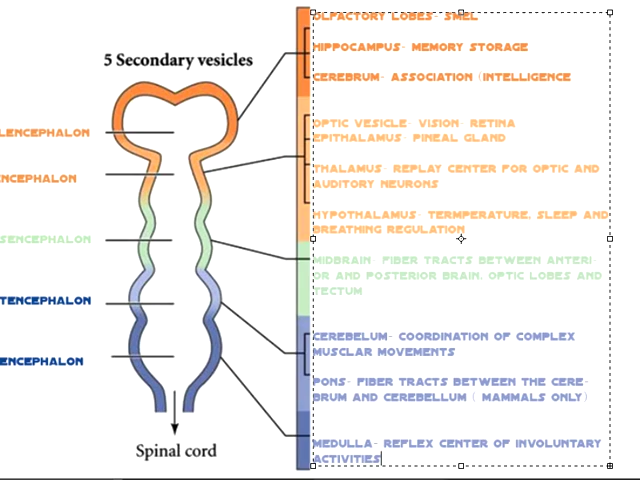 OLFACTORY LOBES- SMEL
5 Secondary vesicles
HIPPOCAMPUS- MEMORY STORAGE
CEREBRUM- ASSOCIATION (INTELLIGENCE
LENCEPHALON
OPTIC VESICLE- VISION- RETINA
EPITHALAMUS- PINEAL GLAND
NCEPHALON
THALAMUS- REPLAY CENTER FOR OPTIC AND
AUDITORY NEURONS
HYPOTHALAMUS- TERMPERATURE, SLEEP AND
BREATHING REGULATION
SENCEPHALON
MIDBRAIN- FIBER TRACTS BETWEEN ANTERI-
OR AND POSTERIOR BRAIN, OPTIC LOBES AND
TECTUM
TENCEPHALON
CEREBELUM- COORDINATION OF COMPLEX
MUSCLAR MOVEMENTS
ENCEPHALON
PONS- FIBER TRACTS BETWEEN THE CERE-
BRUM AND CEREBELLUM ( MAMMALS ONLY)
MEDULLA- REFLEX CENTER OF INVOLUNTARY
ACTIVITIES
Spinal cord